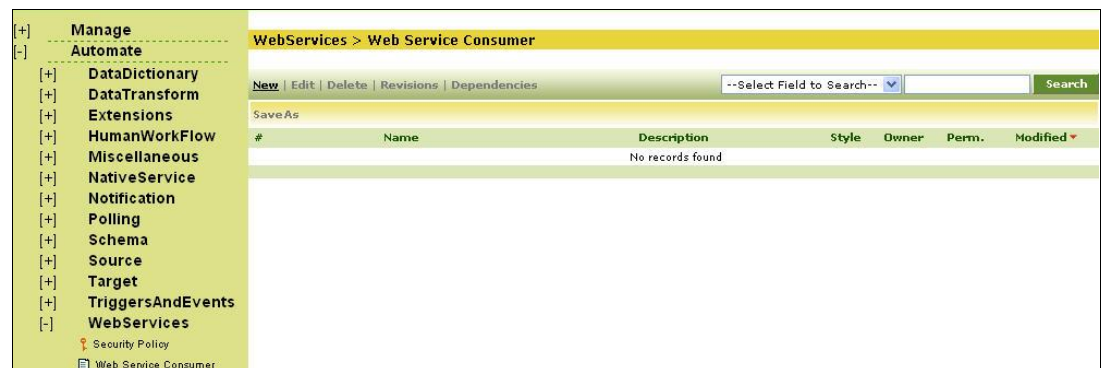 [+] Manage
[-] Automate
[+] DataDictionary
[+] DataTransform
[+] Extensions
[+] HumanWorkFlow
[+] Miscellaneous
[+] NativeService
[+] Notification
[+] Polling
[+] Schema
[+] Source
[+] Target
[+] TriggersAndEvents
[-] WebServices
Security Policy
Web Service Consumer
WebServices > Web Service Consumer
New | Edit | Delete | Revisions | Dependencies --Select Field to Search-- Search
SaveAs
# Name Description Style Owner Perm. Modified
No records found